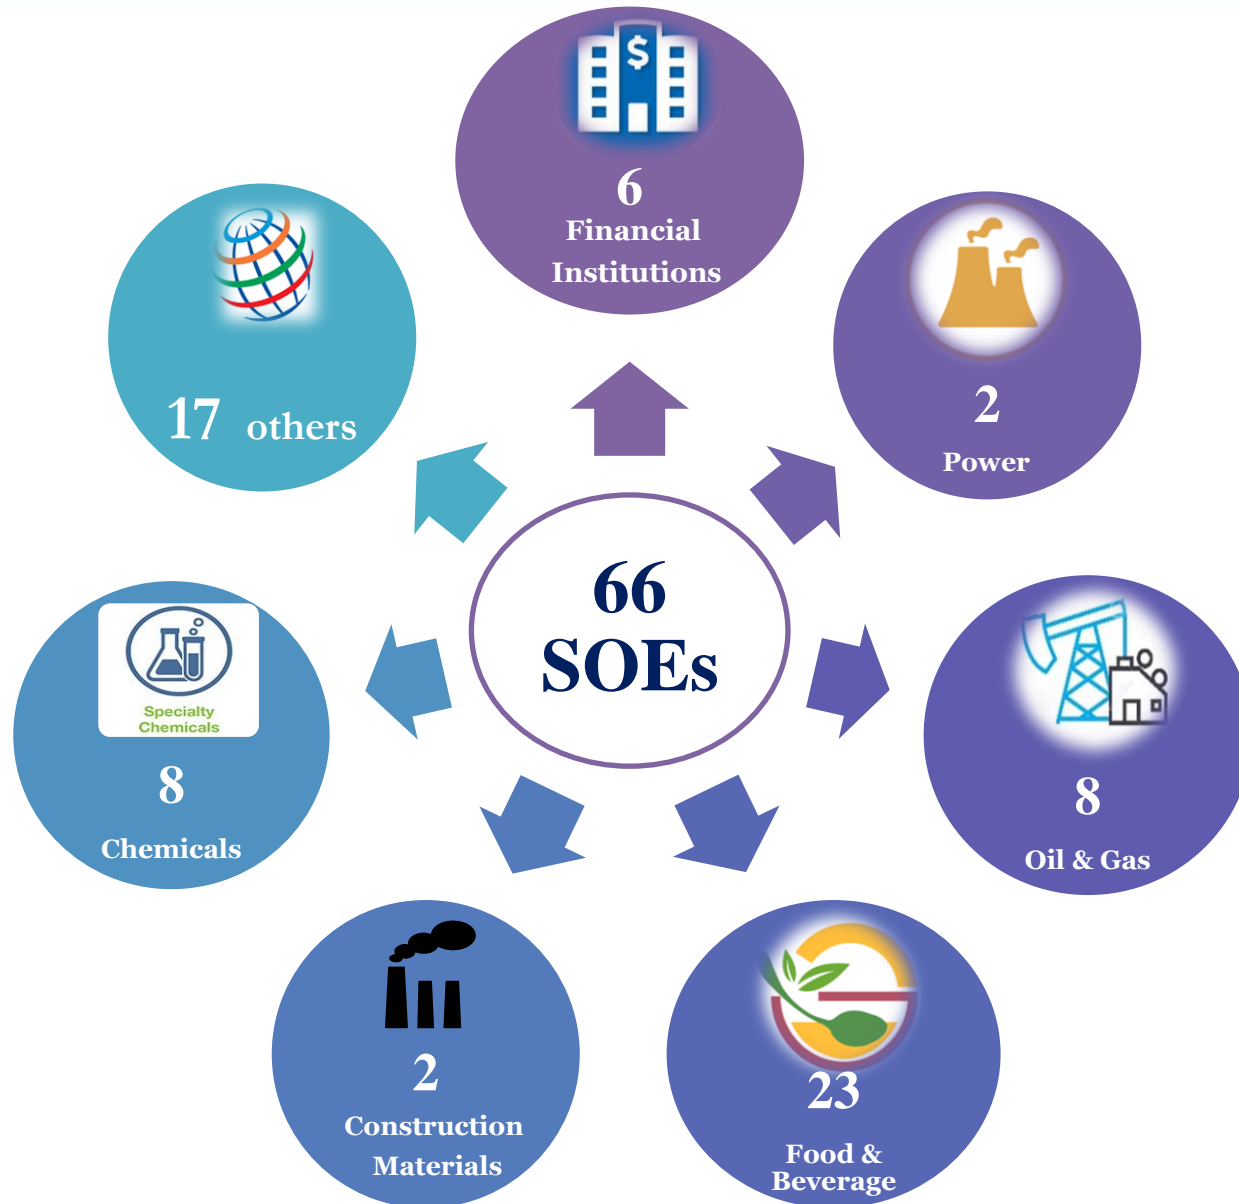 $
6
Financial
Institutions
2
Power
8
Oil & Gas
23
Food &
Beverage
2
Construction
Materials
Specialty
Chemicals
8
Chemicals
17 others
66
SOEs